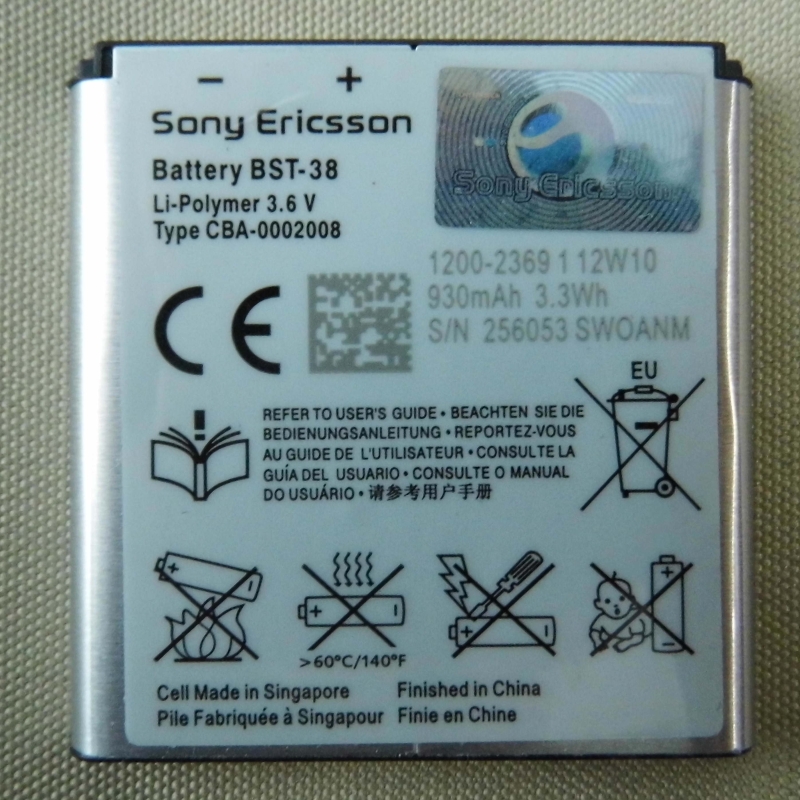 − +
Sony Ericsson
Battery BST-38
Li-Polymer 3.6 V
Type CBA-0002008
Sony Ericsson
1200-2369 1 12W10
930mAh 3.3Wh
S/N 256053 SWOANM
CE
EU
REFER TO USER'S GUIDE • BEACHTEN SIE DIE
BEDIENUNGSANLEITUNG • REPORTEZ-VOUS
AU GUIDE DE L'UTILISATEUR • CONSULTE LA
GUÍA DEL USUARIO • CONSULTE O MANUAL
DO USUÁRIO • 请参考用户手册
>60°C/140°F
Cell Made in Singapore Finished in China
Pile Fabriquée à Singapour Finie en Chine